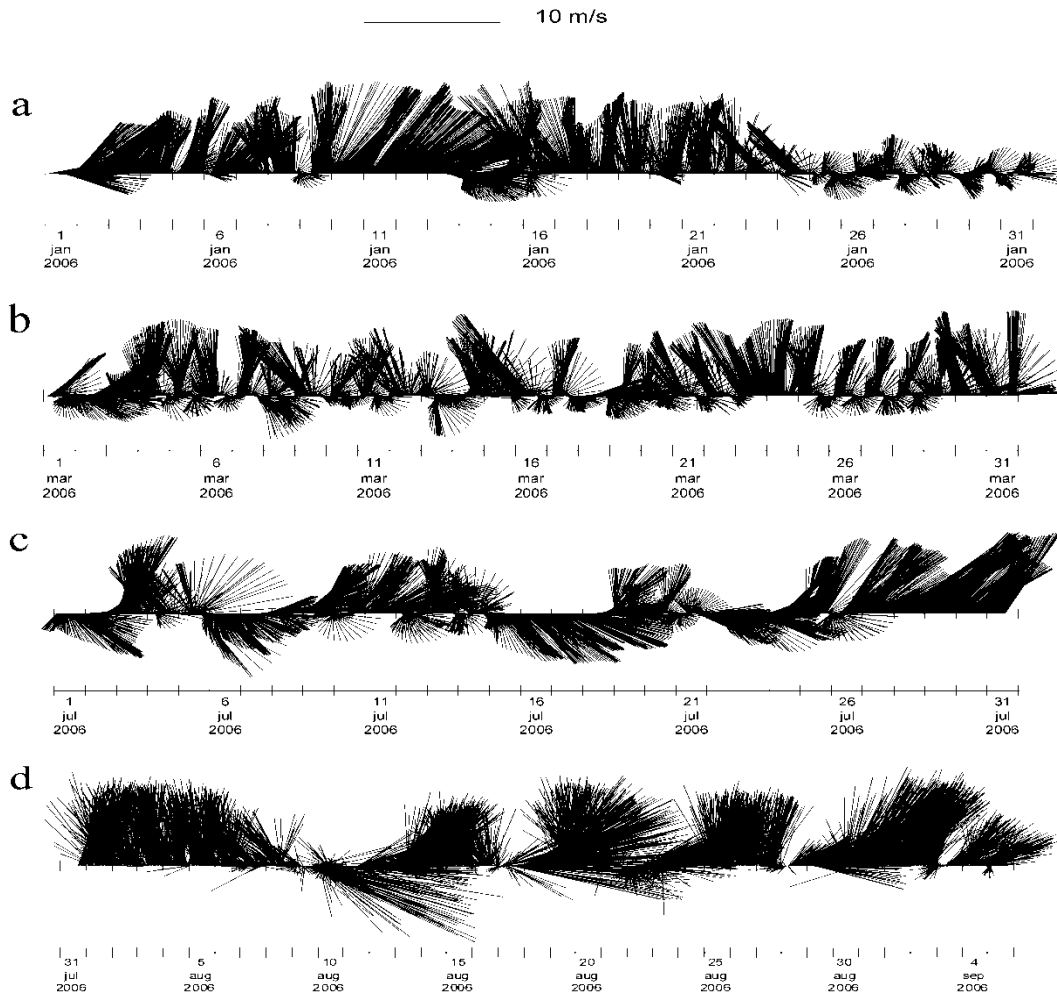 10 m/s
a
1 6 11 16 21 26 31
jan jan jan jan jan jan jan
2006 2006 2006 2006 2006 2006 2006
b
1 6 11 16 21 26 31
mar mar mar mar mar mar mar
2006 2006 2006 2006 2006 2006 2006
c
1 6 11 16 21 26 31
jul jul jul jul jul jul jul
2006 2006 2006 2006 2006 2006 2006
d
31 5 10 15 20 25 30 4
jul aug aug aug aug aug aug sep
2006 2006 2006 2006 2006 2006 2006 2006